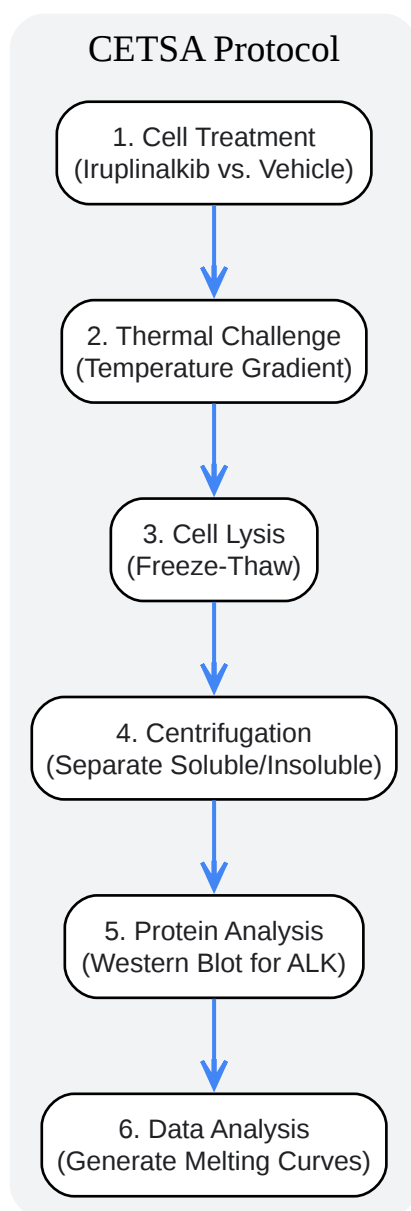 CETSA Protocol
1. Cell Treatment
(Iruplinalkib vs. Vehicle)
2. Thermal Challenge
(Temperature Gradient)
3. Cell Lysis
(Freeze-Thaw)
4. Centrifugation
(Separate Soluble/Insoluble)
5. Protein Analysis
(Western Blot for ALK)
6. Data Analysis
(Generate Melting Curves)